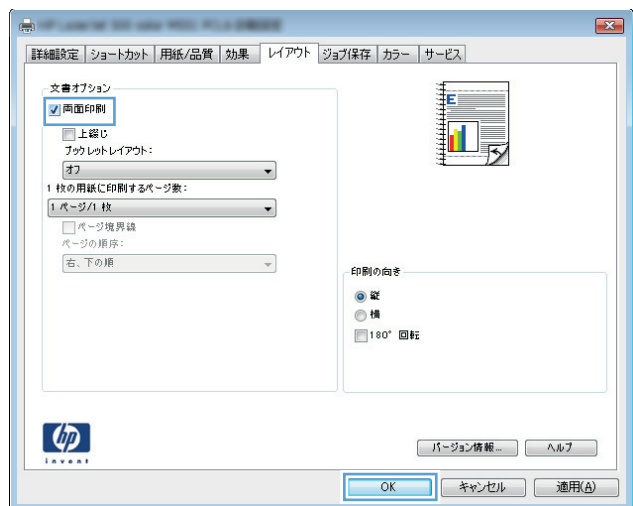 詳細設定 ショートカット 用紙/品質 効果 レイアウト ジョブ保存 カラー サービス
文書オプション
両面印刷
上綴じ
ブックレットレイアウト:
オフ
1 枚の用紙に印刷するページ数:
1 ページ/1 枚
ページ境界線
ページの順序:
右、下の順
E
印刷の向き
縦
横
180° 回転
hp
invent
バージョン情報... ヘルプ
OK キャンセル 適用(A)